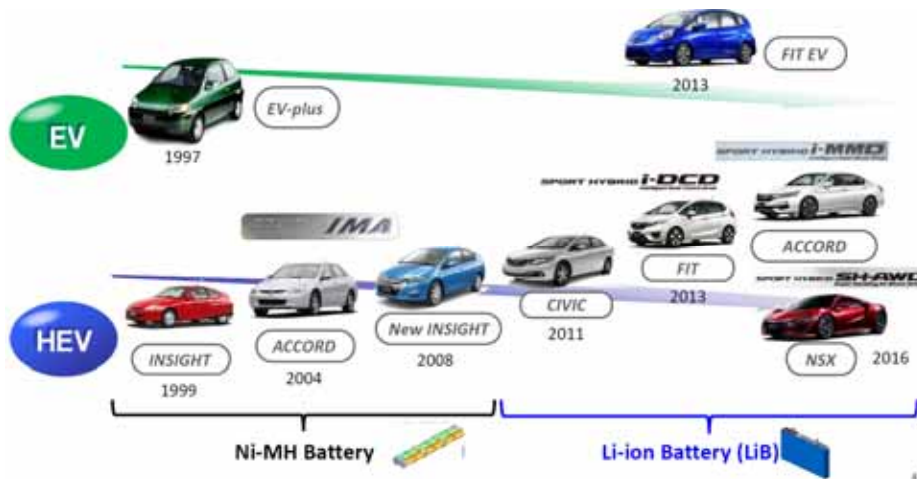 FIT EV
2013
EV-plus
EV
1997
SPORT HYBRID i-MMD
SPORT HYBRID i-DCD
IMA
ACCORD
FIT
2013
SPORT HYBRID SH-AWD
CIVIC
2011
New INSIGHT
2008
HEV
INSIGHT
1999
ACCORD
2004
NSX
2016
Ni-MH Battery
Li-ion Battery (LiB)